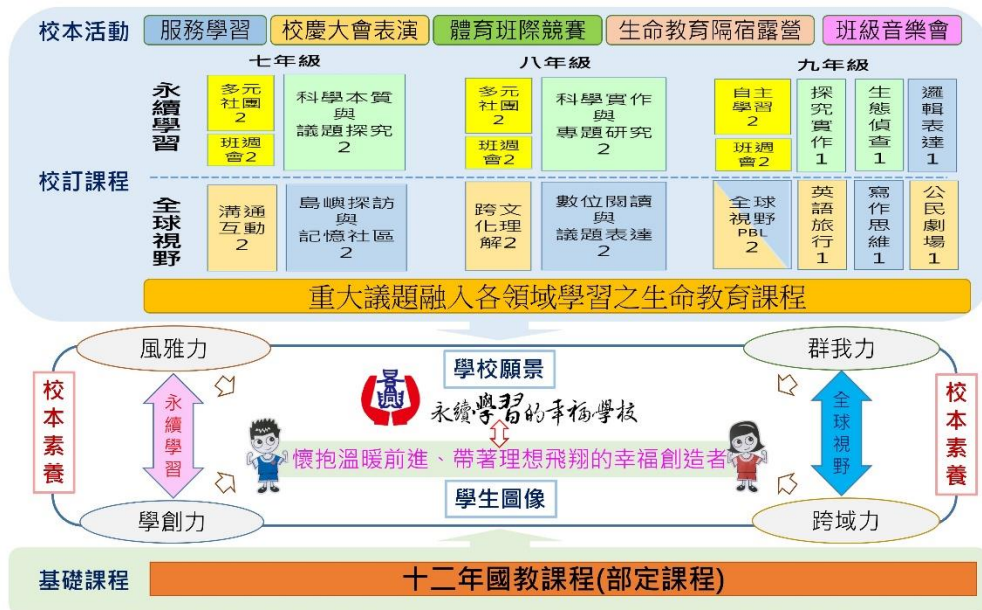 校本活動
服務學習
校慶大會表演
體育班際競賽
生命教育隔宿露營
班級音樂會
七年級
八年級
九年級
校訂課程
永續學習
多元
社團
2
班週
會2
科學本質
與
議題探究
2
多元
社團
2
班週
會2
科學實作
與
專題研究
2
自主
學習
2
班週
會2
探究實作
1
生態偵查
1
邏輯表達
1
全球視野
溝通
互動
2
島嶼探訪
與
記憶社區
2
跨文
化理
解2
數位閱讀
與
議題表達
2
全球
視野
PBL
2
英語旅行
1
寫作思維
1
公民劇場
1
重大議題融入各領域學習之生命教育課程
風雅力
群我力
校本素養
永續學習
學校願景
永續學習的幸福學校
懷抱溫暖前進、帶著理想飛翔的幸福創造者
學生圖像
全球視野
校本素養
學創力
跨域力
基礎課程
十二年國教課程(部定課程)